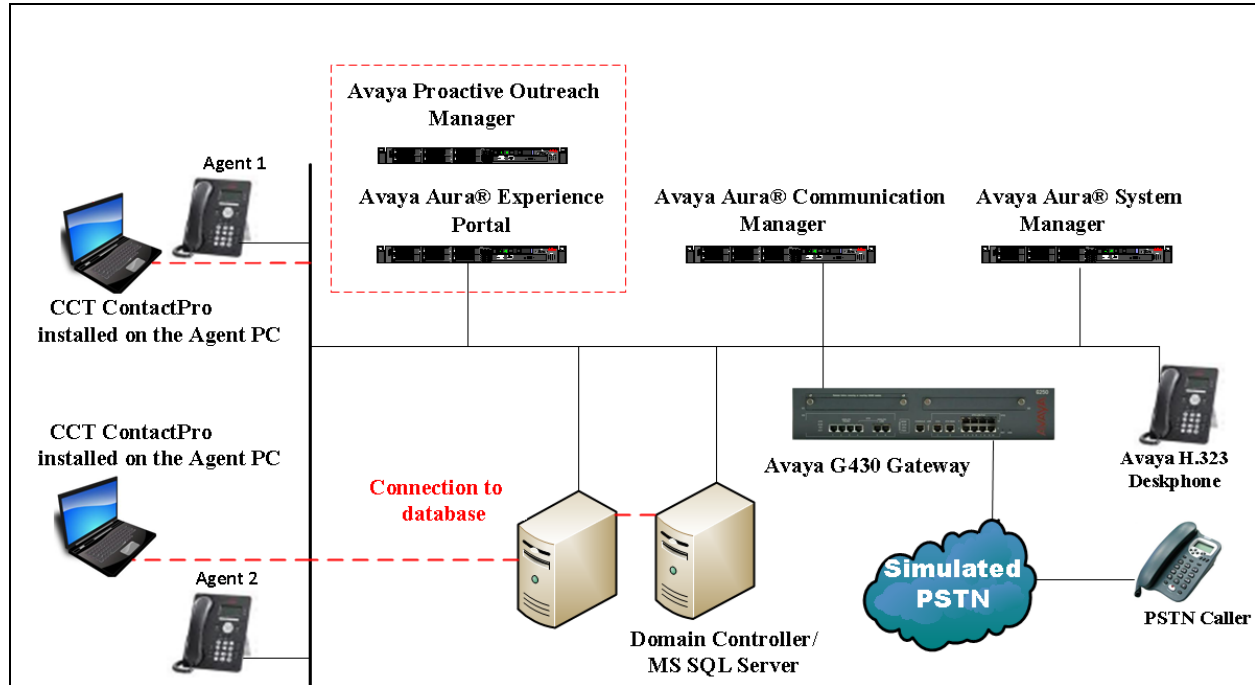 Avaya Proactive Outreach
Manager
Agent 1
Avaya Aura® Experience
Portal
Avaya Aura® Communication
Manager
Avaya Aura® System
Manager
CCT ContactPro
installed on the Agent PC
CCT ContactPro
installed on the Agent PC
Connection to
database
Avaya G430 Gateway
Avaya H.323
Deskphone
Agent 2
Simulated
PSTN
PSTN Caller
Domain Controller/
MS SQL Server